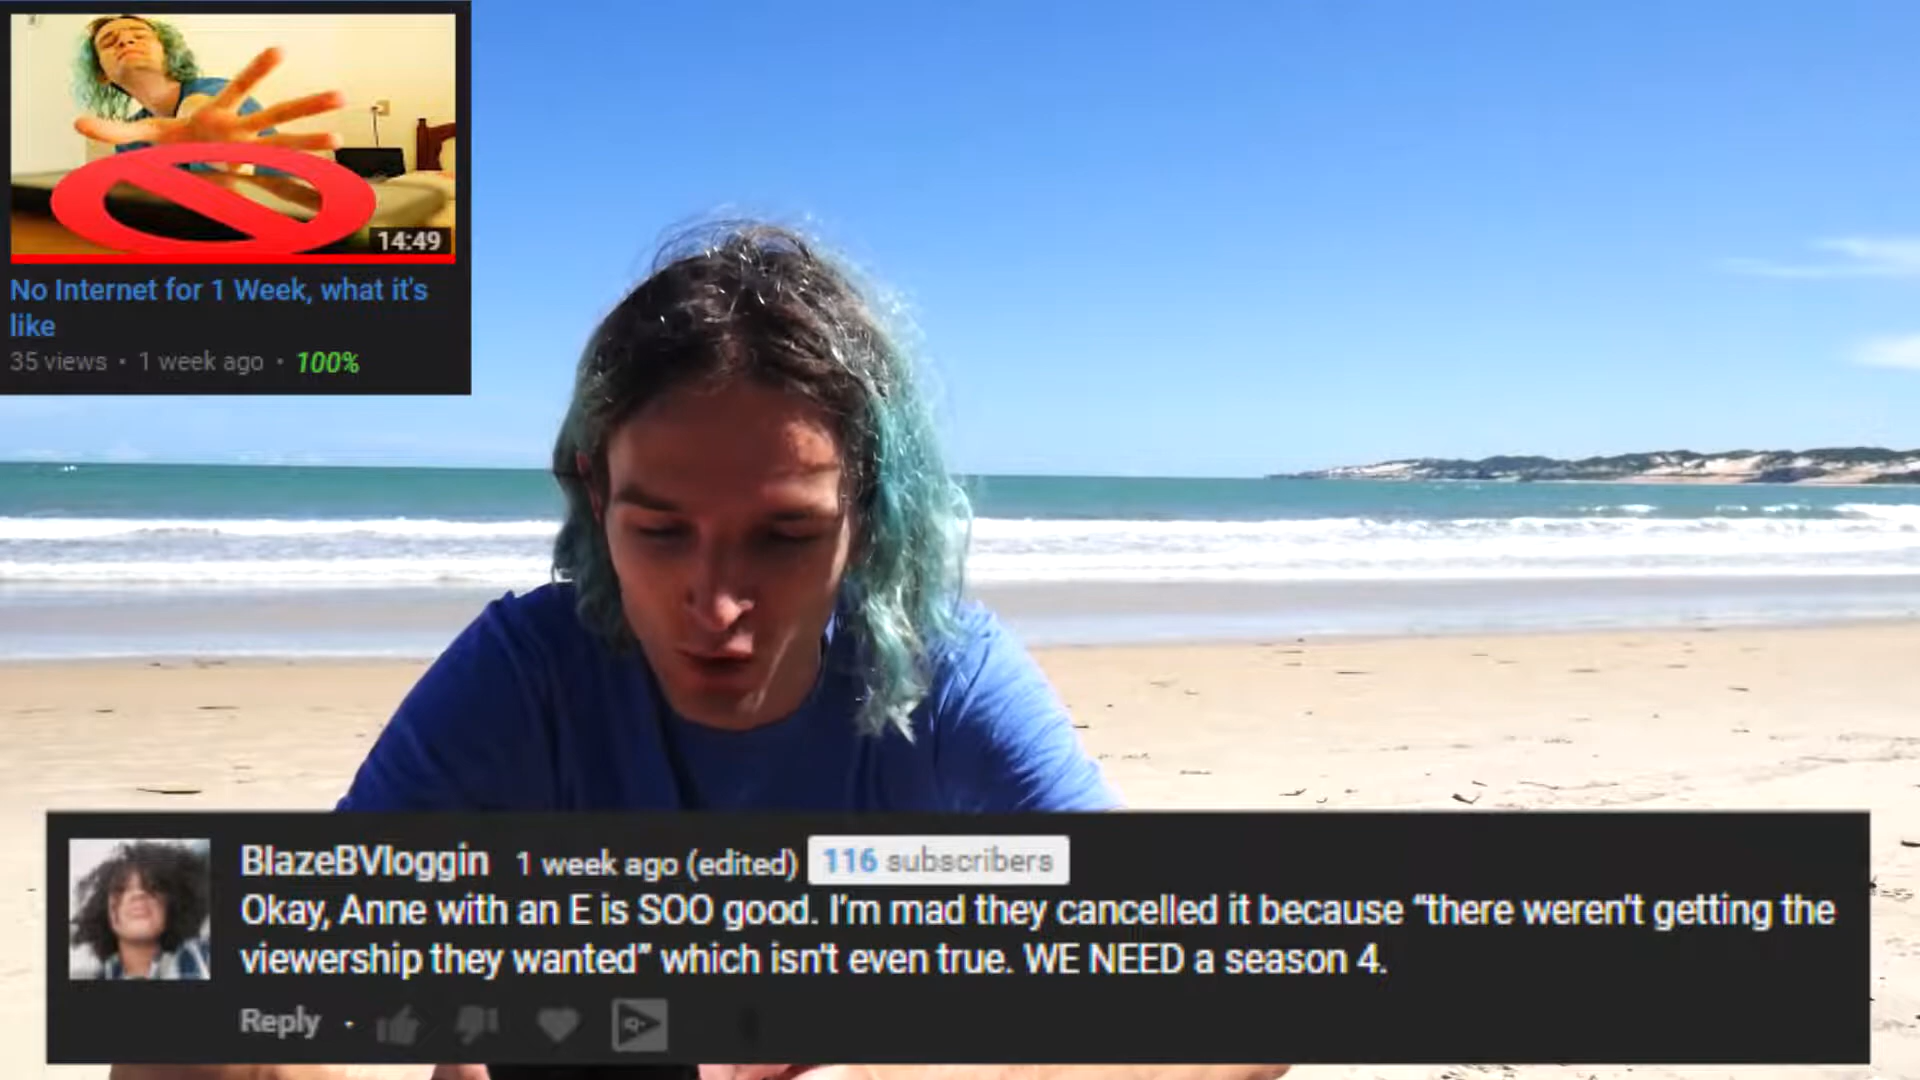 14:49
No Internet for 1 Week, what it's
like
35 views • 1 week ago • 100%
BlazeBVloggin 1 week ago (edited) 116 subscribers
Okay, Anne with an E is SOO good. I'm mad they cancelled it because “there weren't getting the
viewership they wanted” which isn't even true. WE NEED a season 4.
Reply •